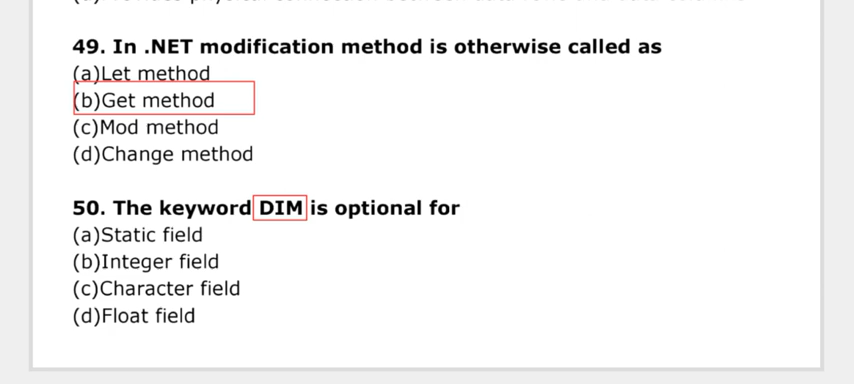 49. In .NET modification method is otherwise called as
(a)Let method
(b)Get method
(c)Mod method
(d)Change method
50. The keyword DIM is optional for
(a)Static field
(b)Integer field
(c)Character field
(d)Float field